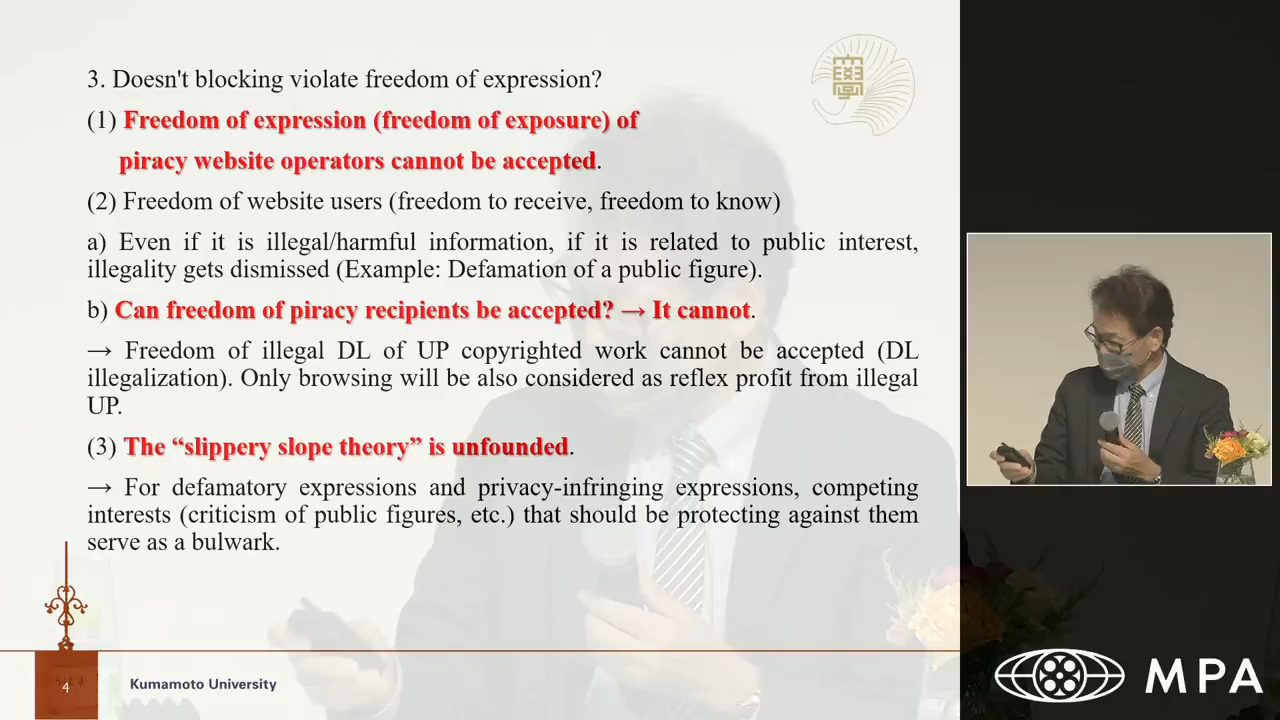 3. Doesn't blocking violate freedom of expression?
(1) Freedom of expression (freedom of exposure) of
piracy website operators cannot be accepted.
(2) Freedom of website users (freedom to receive, freedom to know)
a) Even if it is illegal/harmful information, if it is related to public interest,
illegality gets dismissed (Example: Defamation of a public figure).
b) Can freedom of piracy recipients be accepted? → It cannot.
→ Freedom of illegal DL of UP copyrighted work cannot be accepted (DL
illegalization). Only browsing will be also considered as reflex profit from illegal
UP.
(3) The “slippery slope theory” is unfounded.
→ For defamatory expressions and privacy-infringing expressions, competing
interests (criticism of public figures, etc.) that should be protecting against them
serve as a bulwark.
4
Kumamoto University
MPA